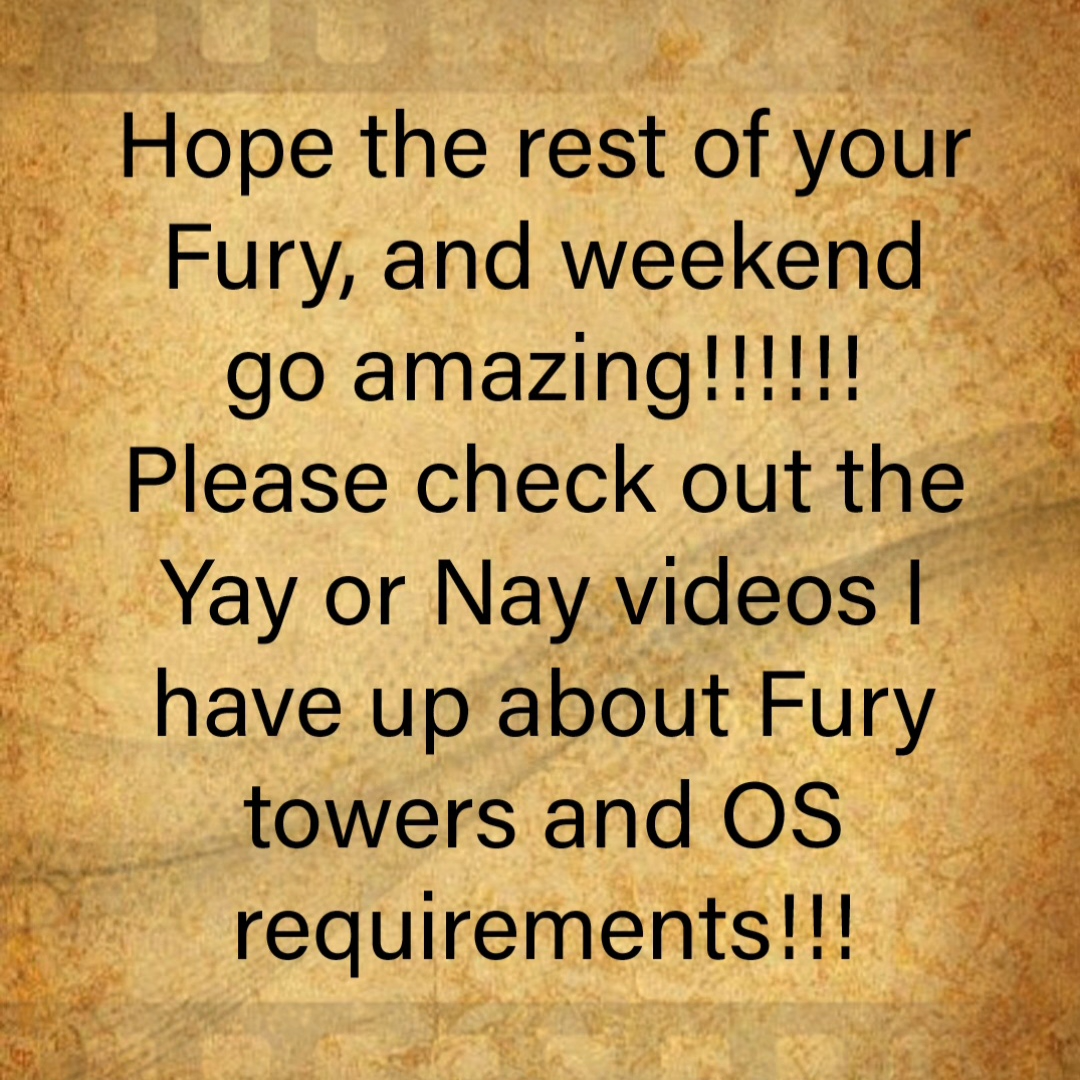 Hope the rest of your
Fury, and weekend
go amazing!!!!!!
Please check out the
Yay or Nay videos I
have up about Fury
towers and OS
requirements!!!